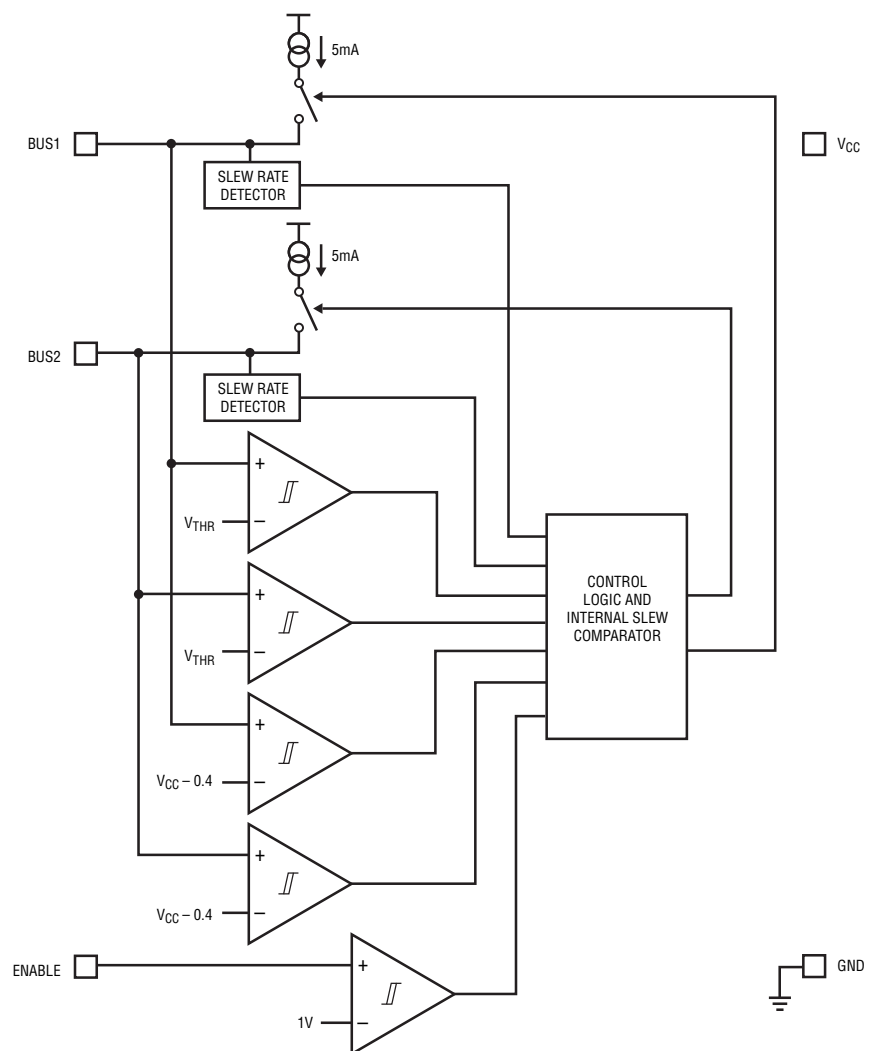 5mA
BUS1
VCC
SLEW RATE
DETECTOR
5mA
BUS2
SLEW RATE
DETECTOR
+
VTHR −
CONTROL
LOGIC AND
INTERNAL SLEW
COMPARATOR
+
VTHR −
+
VCC – 0.4 −
+
VCC – 0.4 −
ENABLE
+
GND
1V −